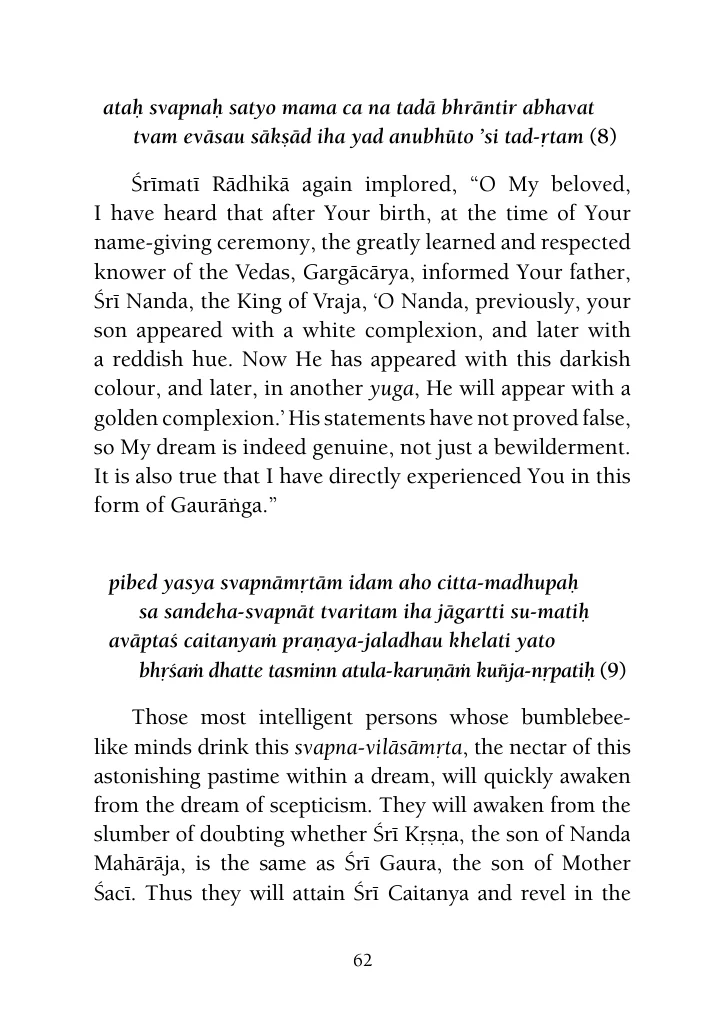 ataḥ svapnaḥ satyo mama ca na tadā bhrāntir abhavat
tvam evāsau sākṣād iha yad anubhūto ’si tad-ṛtam (8)
Śrīmatī Rādhikā again implored, “O My beloved,
I have heard that after Your birth, at the time of Your
name-giving ceremony, the greatly learned and respected
knower of the Vedas, Gargācārya, informed Your father,
Śrī Nanda, the King of Vraja, ‘O Nanda, previously, your
son appeared with a white complexion, and later with
a reddish hue. Now He has appeared with this darkish
colour, and later, in another yuga, He will appear with a
golden complexion.’ His statements have not proved false,
so My dream is indeed genuine, not just a bewilderment.
It is also true that I have directly experienced You in this
form of Gaurāṅga.”
pibed yasya svapnāmṛtām idam aho citta-madhupaḥ
sa sandeha-svapnāt tvaritam iha jāgartti su-matiḥ
avāptaś caitanyaṁ praṇaya-jaladhau khelati yato
bhṛśaṁ dhatte tasminn atula-karuṇāṁ kuñja-nṛpatiḥ (9)
Those most intelligent persons whose bumblebee-
like minds drink this svapna-vilāsāmṛta, the nectar of this
astonishing pastime within a dream, will quickly awaken
from the dream of scepticism. They will awaken from the
slumber of doubting whether Śrī Kṛṣṇa, the son of Nanda
Mahārāja, is the same as Śrī Gaura, the son of Mother
Śacī. Thus they will attain Śrī Caitanya and revel in the
62